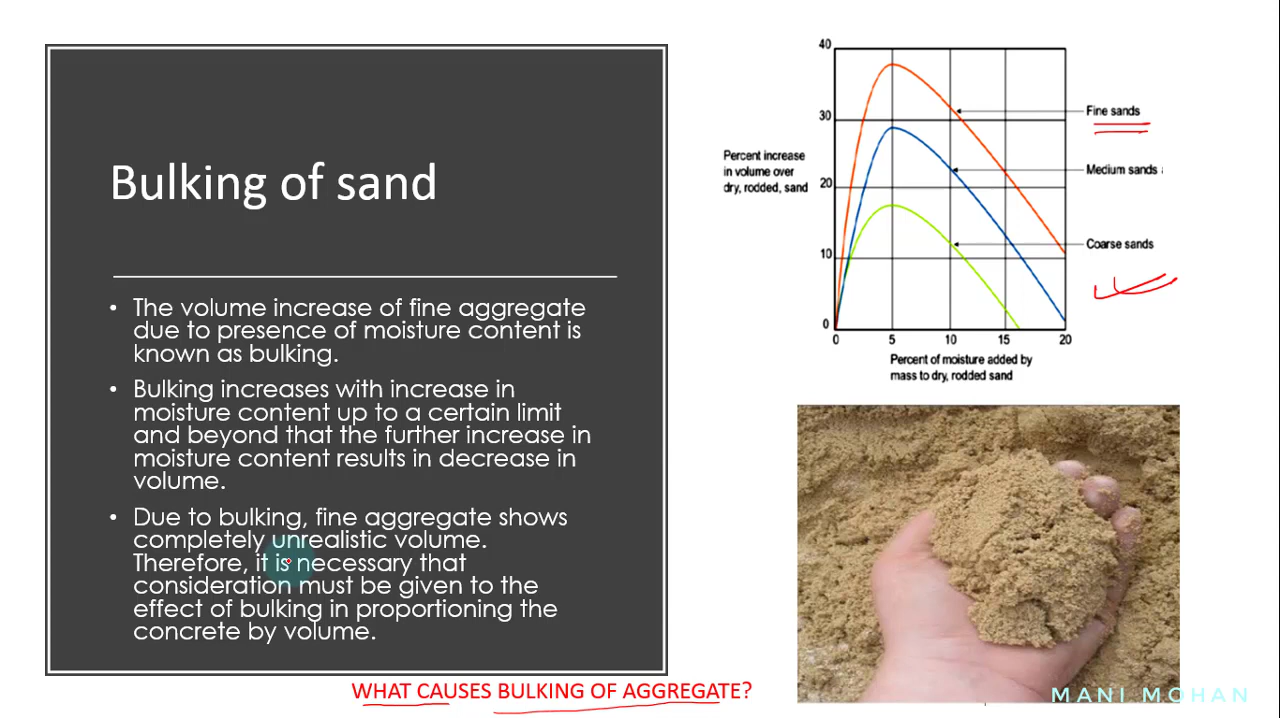 Bulking of sand
• The volume increase of fine aggregate
due to presence of moisture content is
known as bulking.
• Bulking increases with increase in
moisture content up to a certain limit
and beyond that the further increase in
moisture content results in decrease in
volume.
• Due to bulking, fine aggregate shows
completely unrealistic volume.
Therefore, it is necessary that
consideration must be given to the
effect of bulking in proportioning the
concrete by volume.
WHAT CAUSES BULKING OF AGGREGATE?
40
30
20
10
0
Percent increase
in volume over
dry, rodded, sand
Fine sands
Medium sands
Coarse sands
0 5 10 15 20
Percent of moisture added by
mass to dry, rodded sand
MANI MOHAN